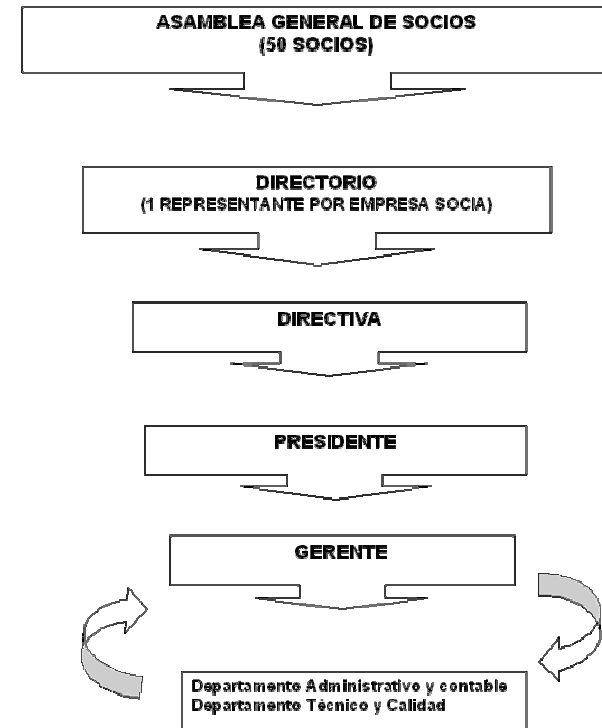 ASAMBLEA GENERAL DE SOCIOS
(50 SOCIOS)
DIRECTORIO
(1 REPRESENTANTE POR EMPRESA SOCIA)
DIRECTIVA
PRESIDENTE
GERENTE
Departamento Administrativo y contable
Departamento Técnico y Calidad